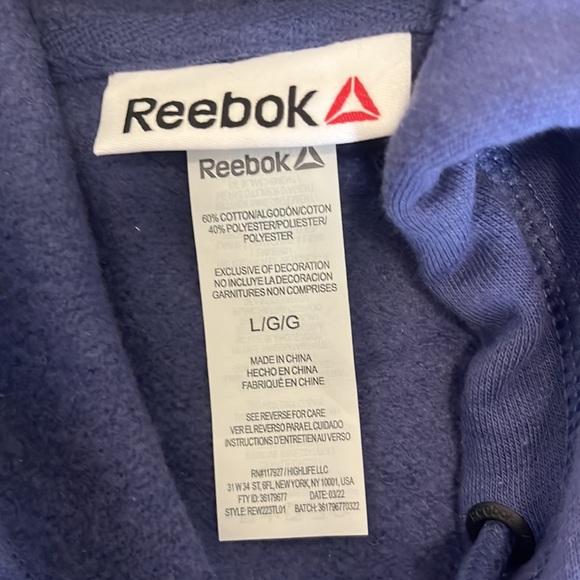 Reebok
Reebok
60% COTTON/ALGODÓN/COTON
40% POLYESTER/POLIESTER/
POLYESTER
EXCLUSIVE OF DECORATION
NO INCLUYE LA DECORACION
GARNITURES NON COMPRISES
L/G/G
MADE IN CHINA
HECHO EN CHINA
FABRIQUÉ EN CHINE
SEE REVERSE FOR CARE
VER EL REVERSO PARA EL CUIDADO
INSTRUCTIONS D'ENTRETIEN AU VERSO
RN#117927 / HIGHLIFE LLC
31 W 34 ST, 6FL, NEW YORK, NY 10001, USA
FTY ID: 36179677 DATE: 03/22
STYLE: REW223TL01 BATCH: 361796770322
Reebok